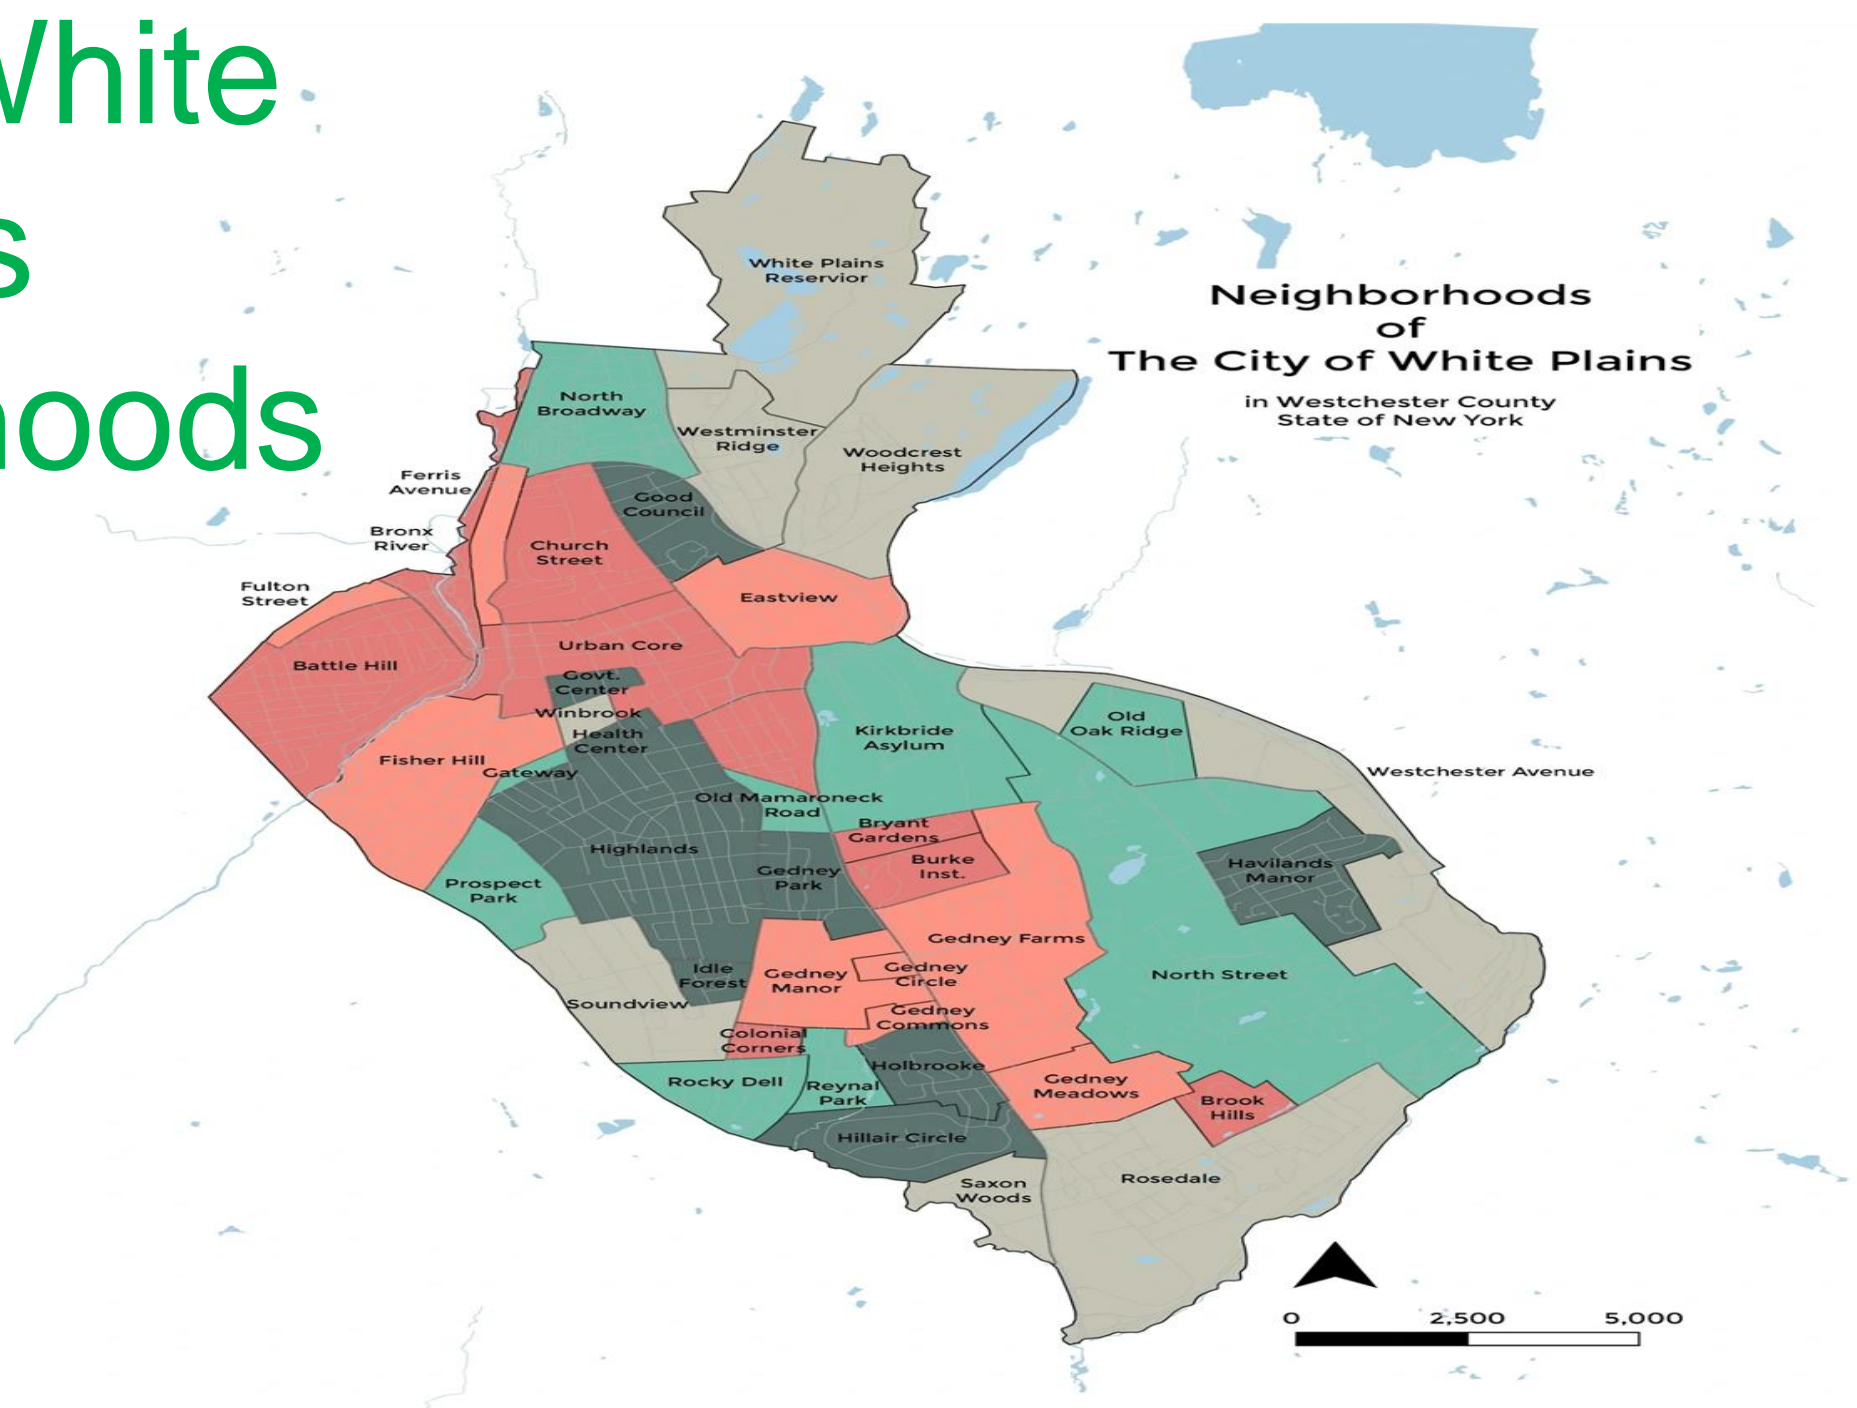 White
s
hoods
Neighborhoods
of
The City of White Plains
in Westchester County
State of New York
White Plains
Reservior
North
Broadway
Westminster
Ridge
Woodcrest
Heights
Ferris
Avenue
Good
Council
Bronx
River
Church
Street
Fulton
Street
Eastview
Urban Core
Battle Hill
Govt.
Center
Winbrook
Health
Center
Kirkbride
Asylum
Old
Oak Ridge
Fisher Hill
Gateway
Westchester Avenue
Old Mamaroneck
Road
Bryant
Gardens
Highlands
Burke
Inst.
Gedney
Park
Havilands
Manor
Prospect
Park
Gedney Farms
Idle
Forest
Gedney
Manor
Gedney
Circle
North Street
Soundview
Gedney
Commons
Colonial
Corners
Holbrooke
Rocky Dell
Reynal
Park
Gedney
Meadows
Brook
Hills
Hillair Circle
Saxon
Woods
Rosedale
0 2,500 5,000